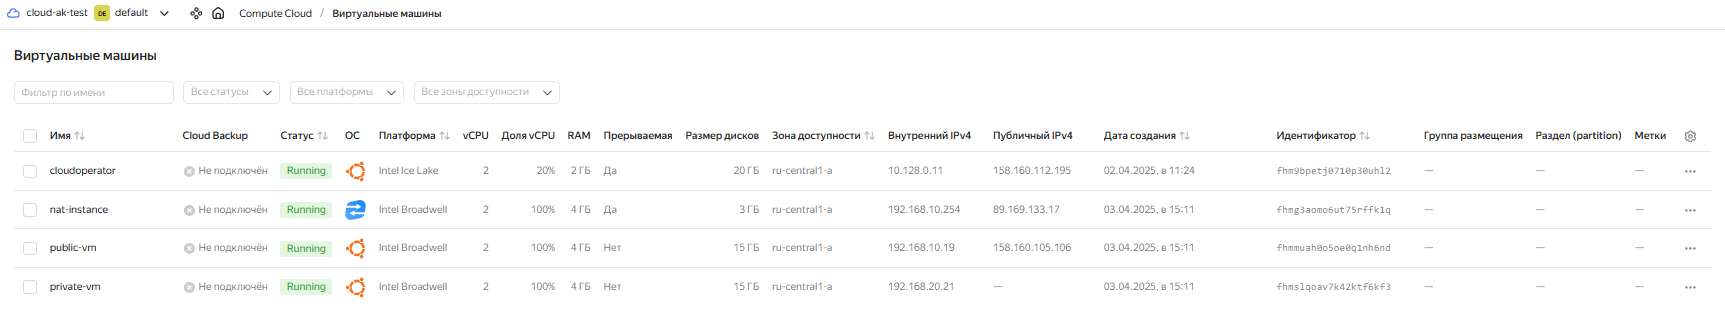 cloud-ak-test DE default Compute Cloud / Виртуальные машины
Виртуальные машины
Фильтр по имени Все статусы Все платформы Все зоны доступности
Имя Cloud Backup Статус ОС Платформа vCPU Доля vCPU RAM Прерываемая Размер дисков Зона доступности Внутренний IPv4 Публичный IPv4 Дата создания Идентификатор Группа размещения Раздел (partition) Метки
cloudoperator Не подключён Running Intel Ice Lake 2 20% 2 ГБ Да 20 ГБ ru-central1-a 10.128.0.11 158.160.112.195 02.04.2025, в 11:24 fhm9bpetj0710p30uhl2 — — —
nat-instance Не подключён Running Intel Broadwell 2 100% 4 ГБ Да 3 ГБ ru-central1-a 192.168.10.254 89.169.133.17 03.04.2025, в 15:11 fhmg3aomo6ut75rffk1q — — —
public-vm Не подключён Running Intel Broadwell 2 100% 4 ГБ Нет 15 ГБ ru-central1-a 192.168.10.19 158.160.105.106 03.04.2025, в 15:11 fhmmuah0o5oe0q1nh6nd — — —
private-vm Не подключён Running Intel Broadwell 2 100% 4 ГБ Нет 15 ГБ ru-central1-a 192.168.20.21 — 03.04.2025, в 15:11 fhmslqoav7k42ktf6kf3 — — —